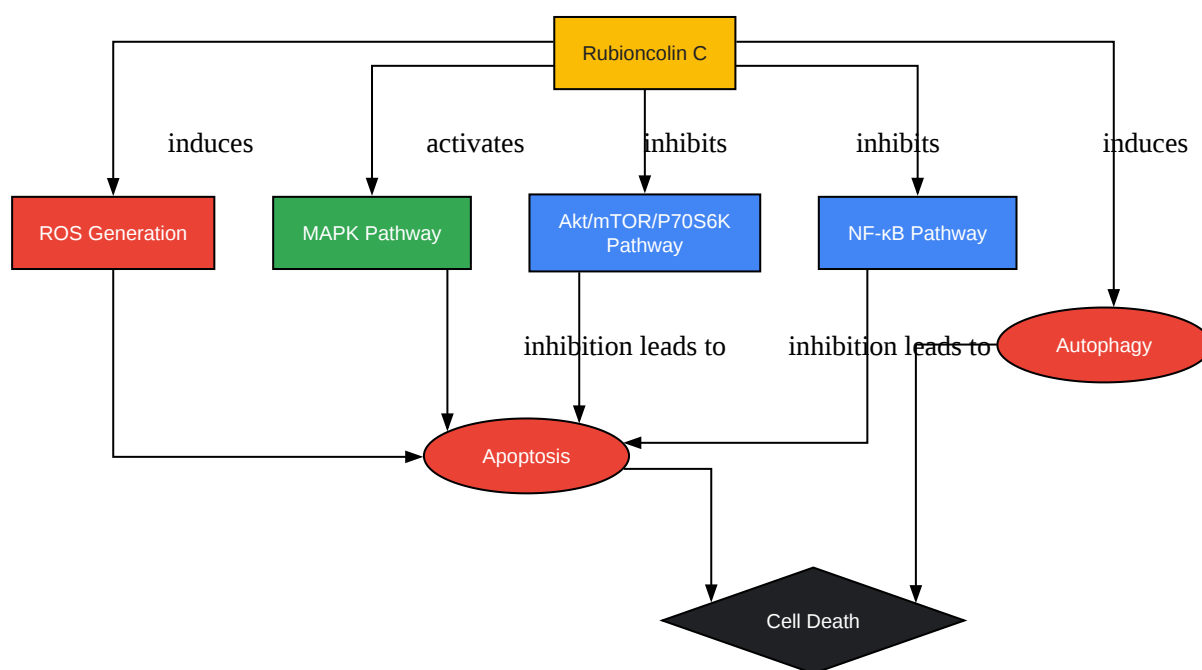 Rubioncolin C
induces
activates
inhibits
inhibits
induces
ROS Generation
MAPK Pathway
Akt/mTOR/P70S6K
Pathway
NF-κB Pathway
inhibition leads to
inhibition leads to
Autophagy
Apoptosis
Cell Death